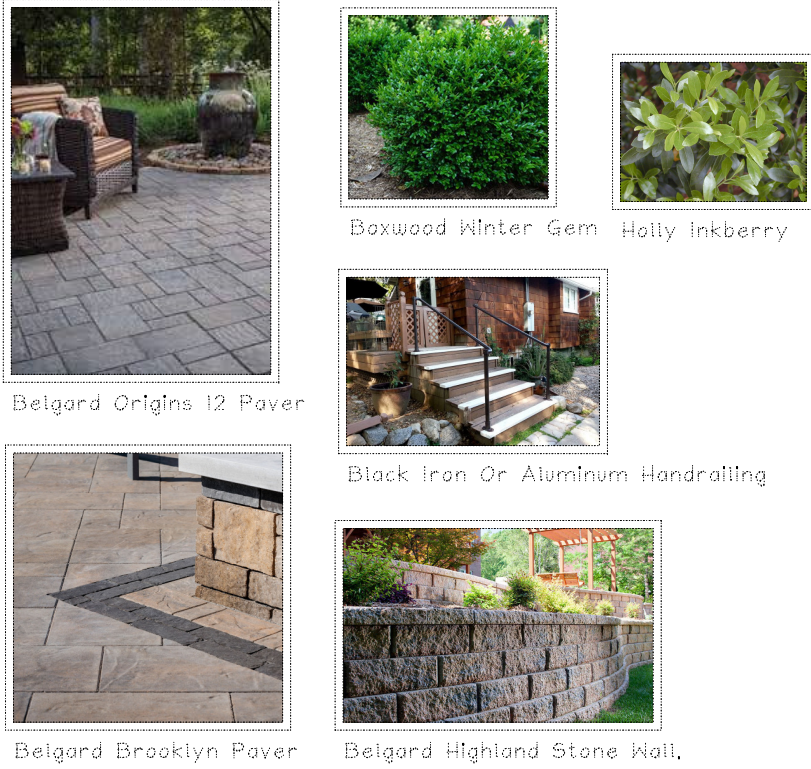 Boxwood Winter Gem
Holly Inkberry
Belgard Origins 12 Paver
Black Iron Or Aluminum Handrailing
Belgard Brooklyn Paver
Belgard Highland Stone Wall.